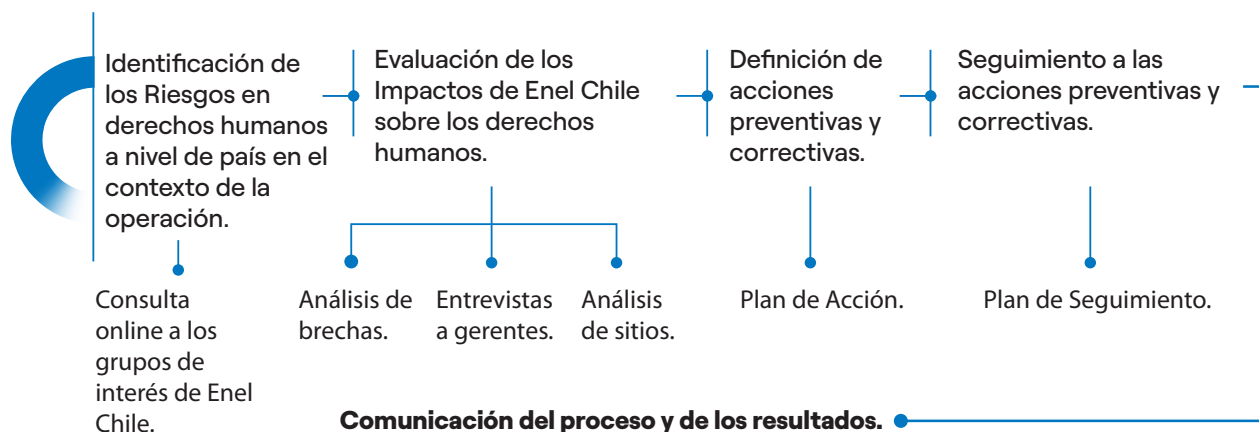 Identificación de
los Riesgos en
derechos humanos
a nivel de país en el
contexto de la
operación.
Evaluación de los
Impactos de Enel Chile
sobre los derechos
humanos.
Definición de
acciones
preventivas y
correctivas.
Seguimiento a las
acciones preventivas y
correctivas.
Consulta
online a los
grupos de
interés de Enel
Chile.
Análisis de
brechas.
Entrevistas
a gerentes.
Análisis
de sitios.
Plan de Acción.
Plan de Seguimiento.
Comunicación del proceso y de los resultados.